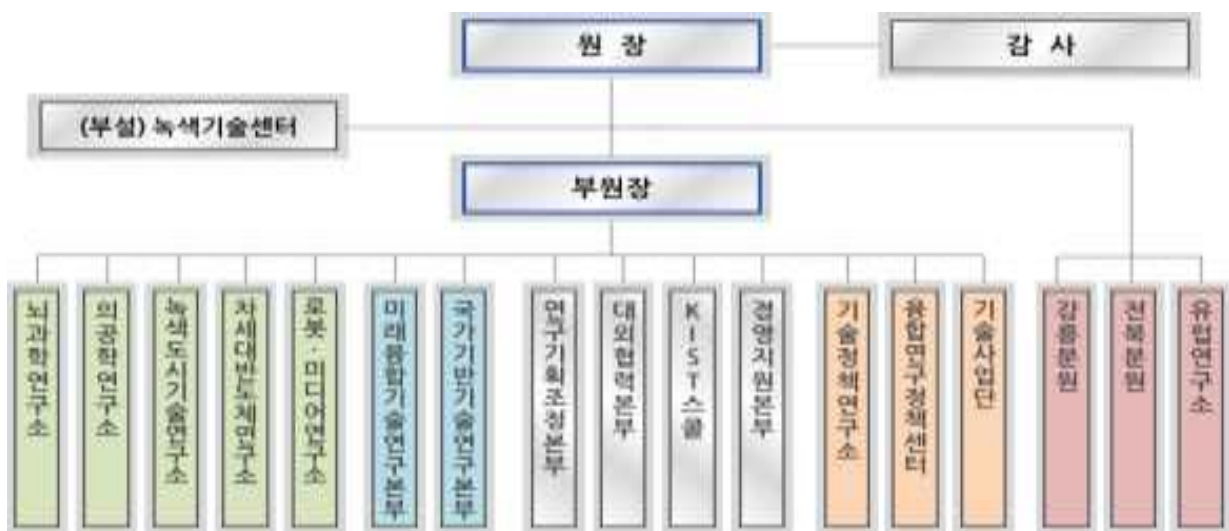 원 장
감 사
(부설) 녹색기술센터
부원장
뇌과학연구소
의공학연구소
녹색도시기술연구소
차세대반도체연구소
로봇·미디어연구소
미래융합기술연구본부
국가기반기술연구본부
연구기획조정본부
대외협력본부
KIST스쿨
경영지원본부
기술정책연구소
융합연구정책센터
기술사업단
강릉분원
전북분원
유럽연구소